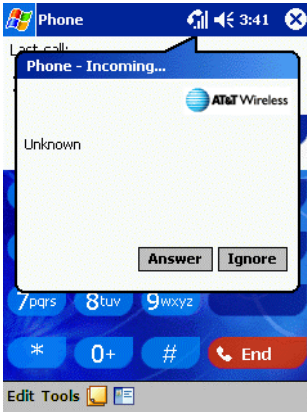 Phone 3:41
Last call:
Phone - Incoming...
AT&T Wireless
Unknown
Answer Ignore
7pqrs 8tuv 9wxyz
* 0+ # End
Edit Tools